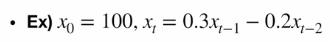 • Ex) x₀ = 100, xₜ = 0.3xₜ₋₁ − 0.2xₜ₋₂